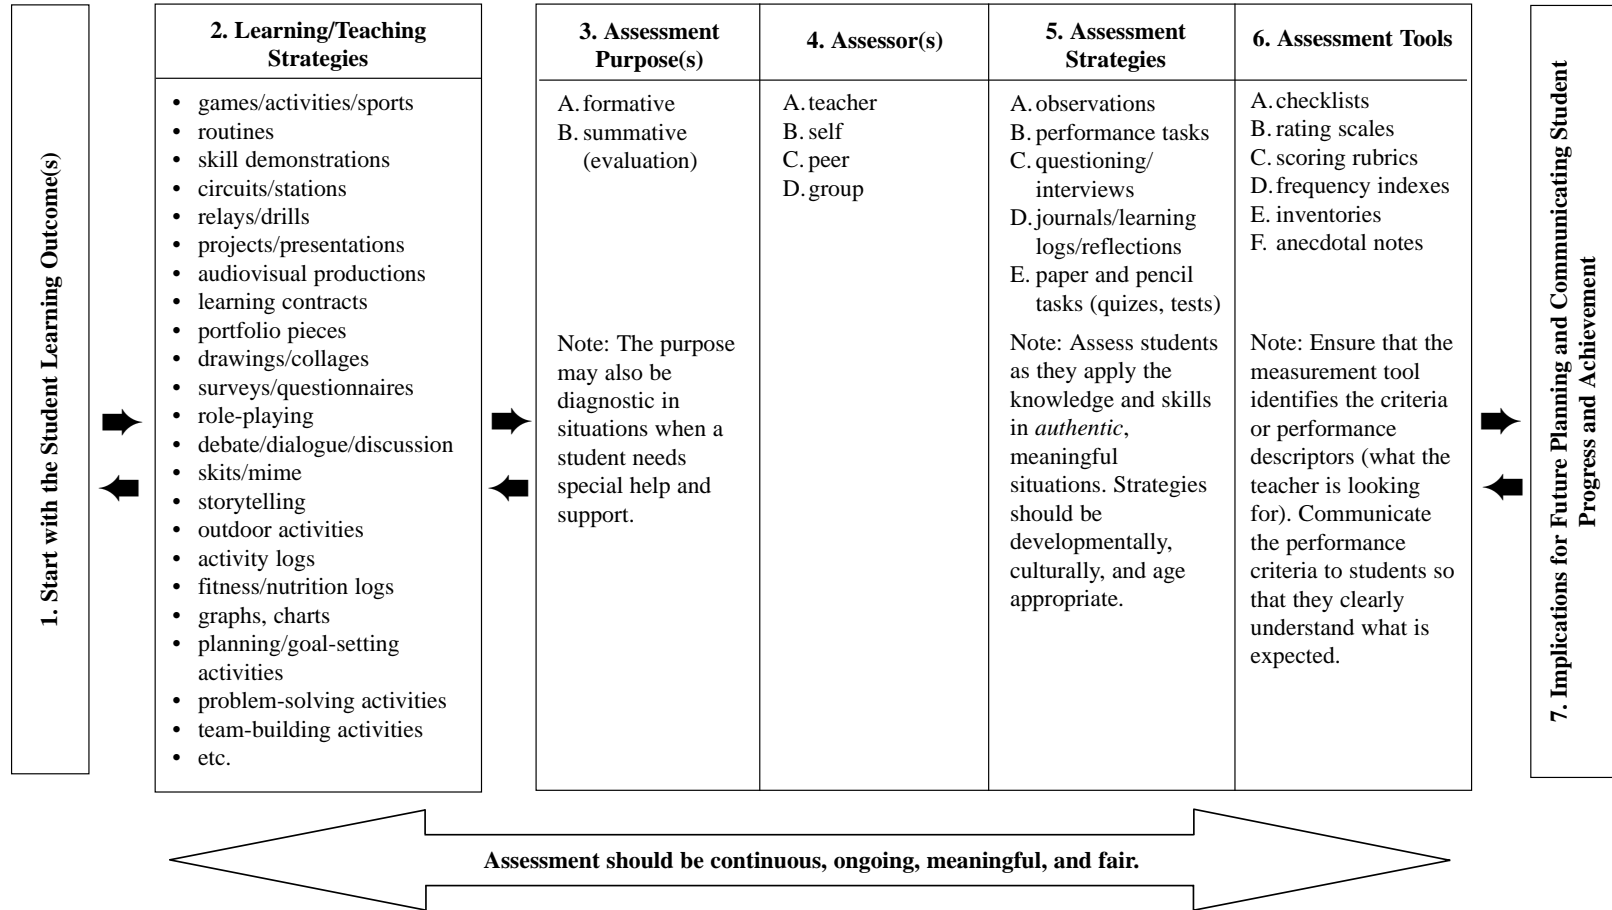 1. Start with the Student Learning Outcome(s)
2. Learning/Teaching
Strategies
• games/activities/sports
• routines
• skill demonstrations
• circuits/stations
• relays/drills
• projects/presentations
• audiovisual productions
• learning contracts
• portfolio pieces
• drawings/collages
• surveys/questionnaires
• role-playing
• debate/dialogue/discussion
• skits/mime
• storytelling
• outdoor activities
• activity logs
• fitness/nutrition logs
• graphs, charts
• planning/goal-setting
activities
• problem-solving activities
• team-building activities
• etc.
3. Assessment
Purpose(s)
A. formative
B. summative
(evaluation)
Note: The purpose
may also be
diagnostic in
situations when a
student needs
special help and
support.
4. Assessor(s)
A. teacher
B. self
C. peer
D. group
5. Assessment
Strategies
A. observations
B. performance tasks
C. questioning/
interviews
D. journals/learning
logs/reflections
E. paper and pencil
tasks (quizes, tests)
Note: Assess students
as they apply the
knowledge and skills
in authentic,
meaningful
situations. Strategies
should be
developmentally,
culturally, and age
appropriate.
6. Assessment Tools
A. checklists
B. rating scales
C. scoring rubrics
D. frequency indexes
E. inventories
F. anecdotal notes
Note: Ensure that the
measurement tool
identifies the criteria
or performance
descriptors (what the
teacher is looking
for). Communicate
the performance
criteria to students so
that they clearly
understand what is
expected.
7. Implications for Future Planning and Communicating Student
Progress and Achievement
Assessment should be continuous, ongoing, meaningful, and fair.